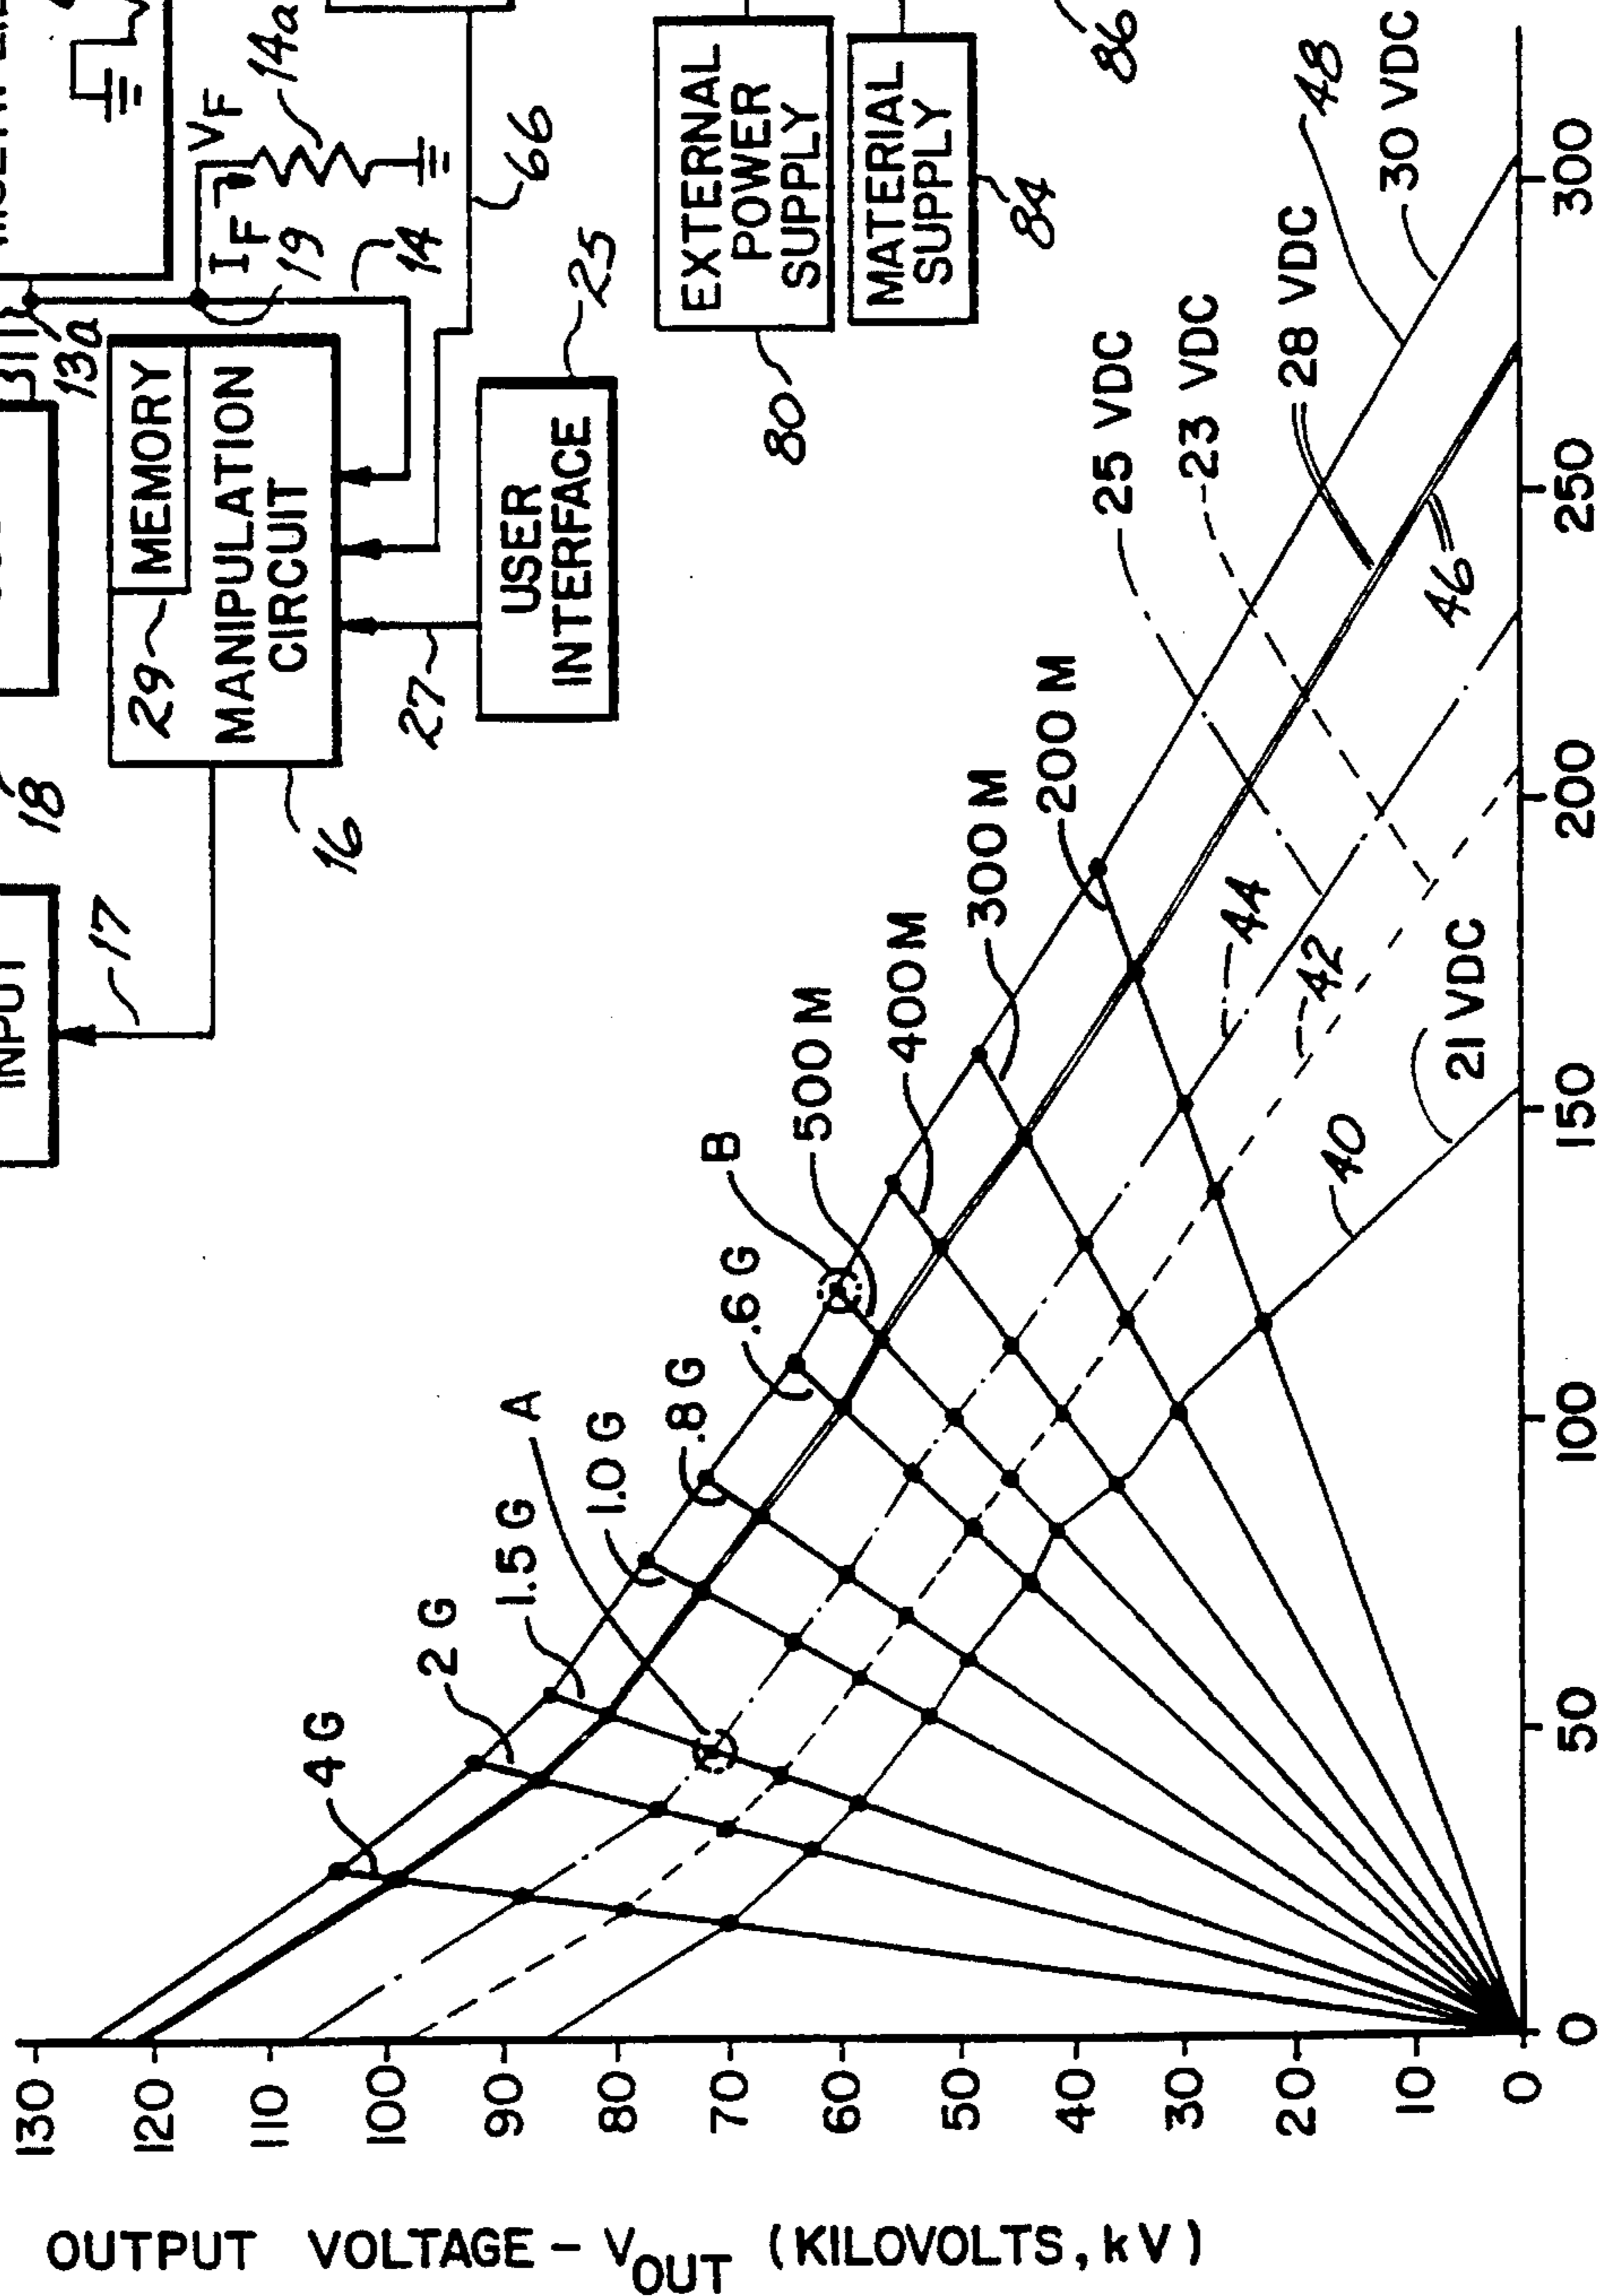 INPUT
18
13a
17
16
29
MEMORY
MANIPULATION
CIRCUIT
VF
IF
19
14a
14
66
27
USER
INTERFACE
25
EXTERNAL
POWER
SUPPLY
80
MATERIAL
SUPPLY
84
86
OUTPUT VOLTAGE – VOUT (KILOVOLTS, kV)
130
120
110
100
90
80
70
60
50
40
30
20
10
0
0
50
100
150
200
250
300
4 G
2 G
1.5 G
A
1.0 G
.8 G
.6 G
B
500 M
400 M
300 M
200 M
25 VDC
23 VDC
28 VDC
48
30 VDC
46
44
42
40
21 VDC